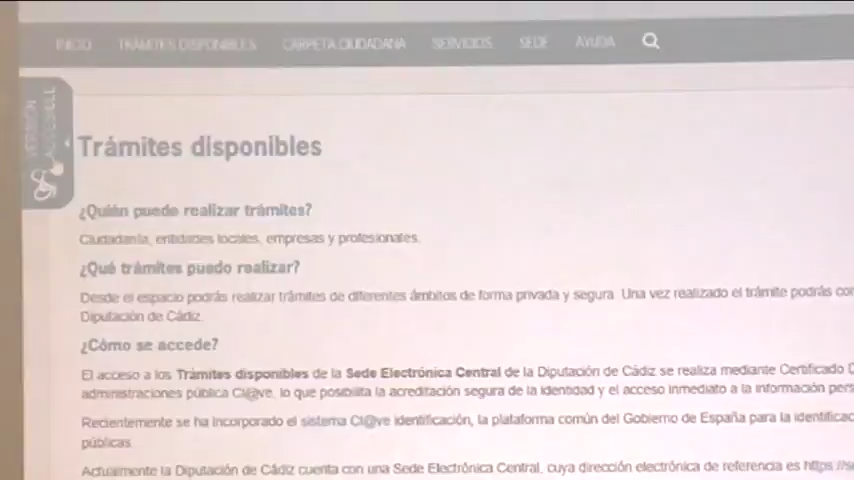 INICIO TRÁMITES DISPONIBLES CARPETA CIUDADANA SERVICIOS SEDE AYUDA
VERSIÓN
ACCESIBLE
Trámites disponibles
¿Quién puede realizar trámites?
Ciudadanía, entidades locales, empresas y profesionales.
¿Qué trámites puedo realizar?
Desde el espacio podrás realizar trámites de diferentes ámbitos de forma privada y segura. Una vez realizado el trámite podrás con
Diputación de Cádiz.
¿Cómo se accede?
El acceso a los Trámites disponibles de la Sede Electrónica Central de la Diputación de Cádiz se realiza mediante Certificado
administraciones pública Cl@ve, lo que posibilita la acreditación segura de la identidad y el acceso inmediato a la información pers
Recientemente se ha incorporado el sistema Cl@ve identificación, la plataforma común del Gobierno de España para la identificac
públicas.
Actualmente la Diputación de Cádiz cuenta con una Sede Electrónica Central, cuya dirección electrónica de referencia es https://s